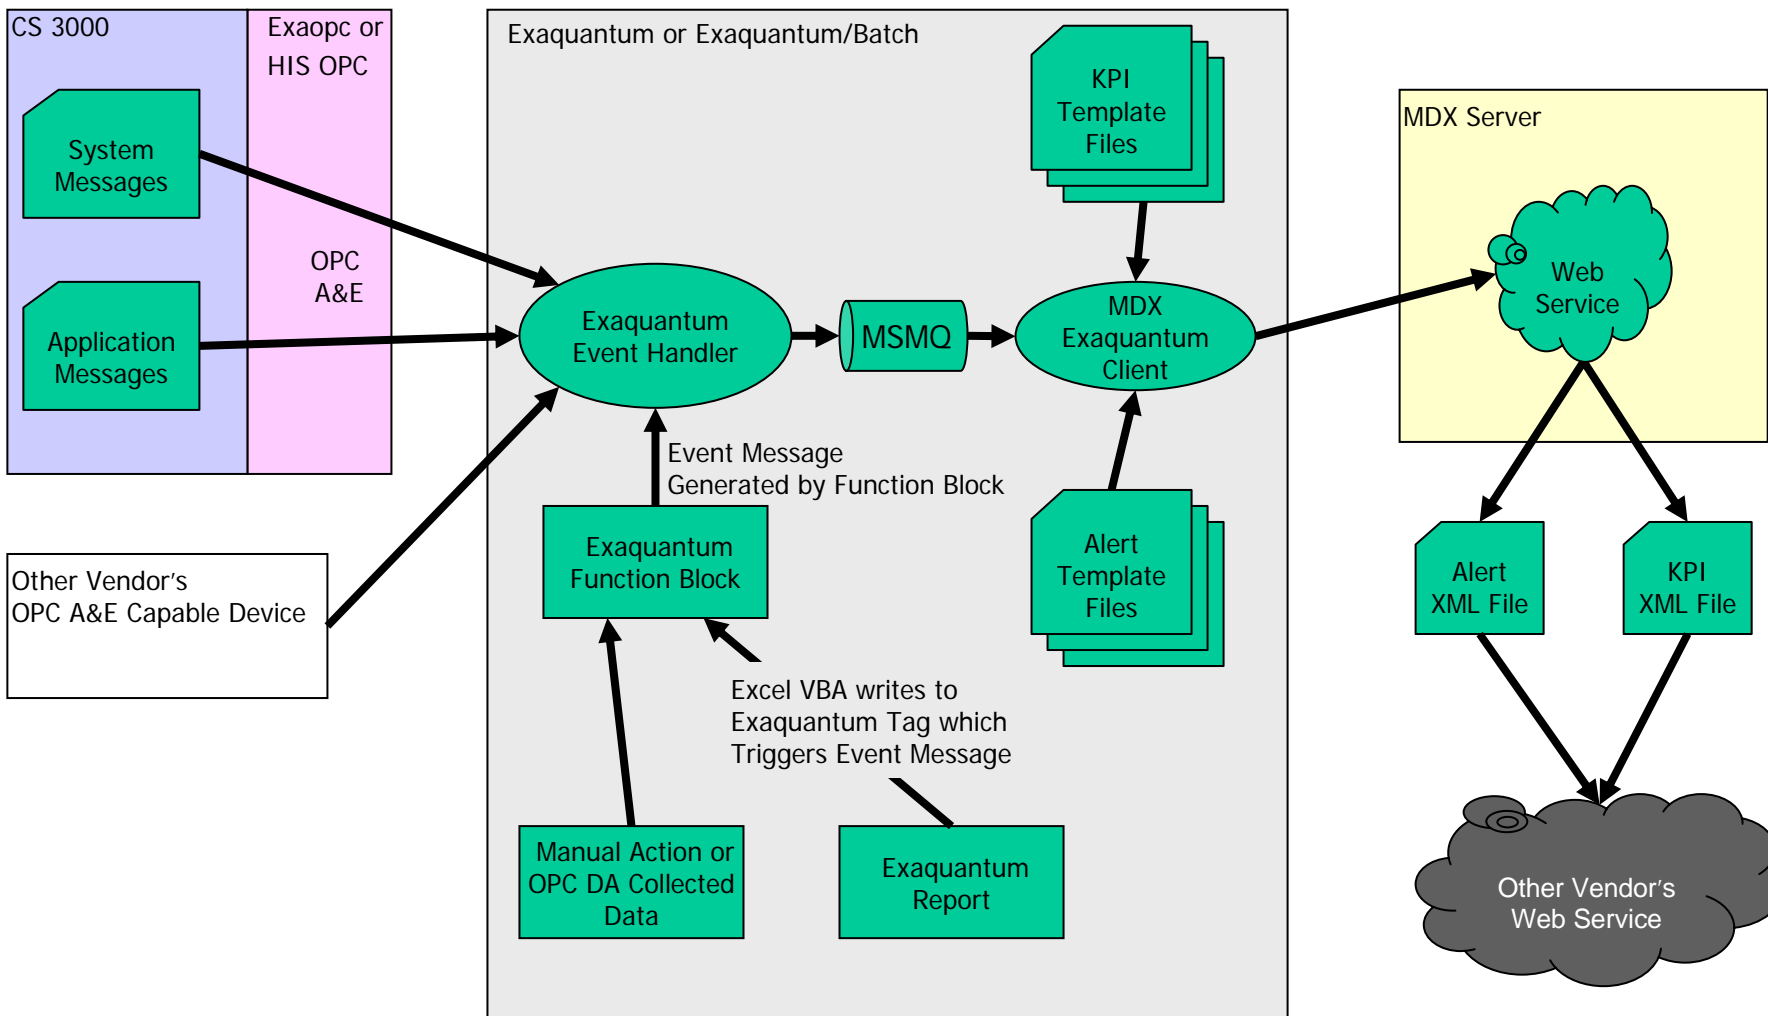 CS 3000
Exaopc or
HIS OPC
System
Messages
OPC
A&E
Application
Messages
Other Vendor's
OPC A&E Capable Device
Exaquantum or Exaquantum/Batch
KPI
Template
Files
Exaquantum
Event Handler
MSMQ
MDX
Exaquantum
Client
Event Message
Generated by Function Block
Exaquantum
Function Block
Alert
Template
Files
Excel VBA writes to
Exaquantum Tag which
Triggers Event Message
Manual Action or
OPC DA Collected
Data
Exaquantum
Report
MDX Server
Web
Service
Alert
XML File
KPI
XML File
Other Vendor's
Web Service